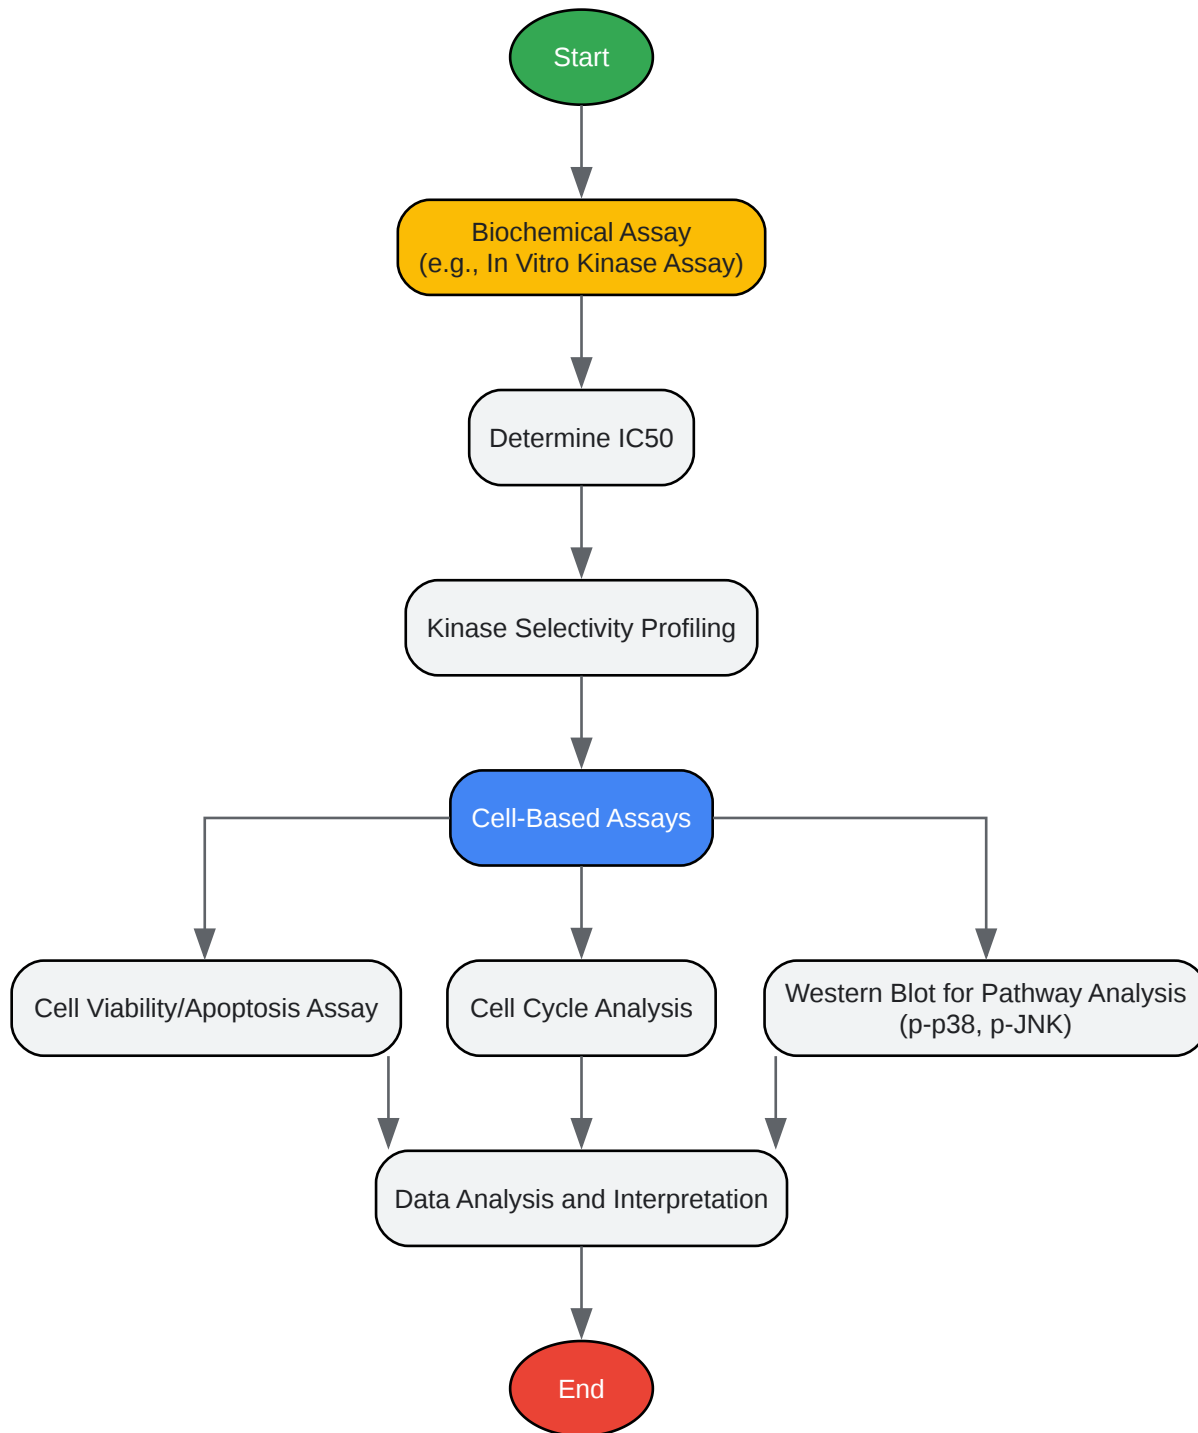 Start
Biochemical Assay
(e.g., In Vitro Kinase Assay)
Determine IC50
Kinase Selectivity Profiling
Cell-Based Assays
Cell Viability/Apoptosis Assay
Cell Cycle Analysis
Western Blot for Pathway Analysis
(p-p38, p-JNK)
Data Analysis and Interpretation
End